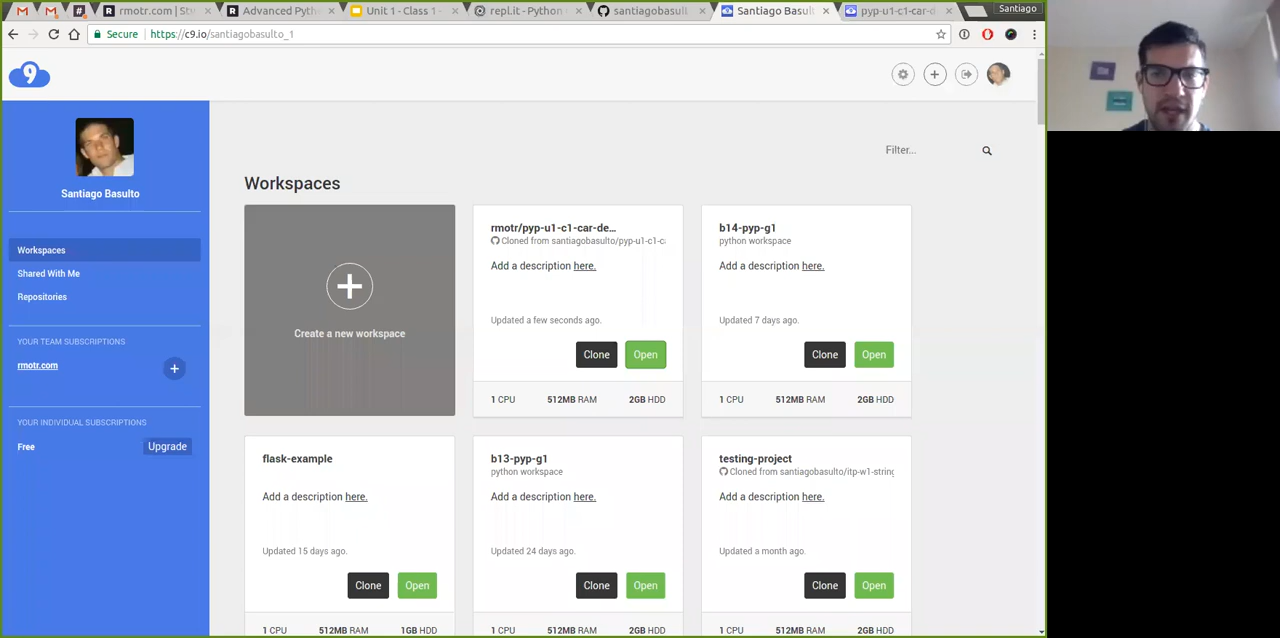 rmotr.com | St
Advanced Pyth
Unit 1 - Class 1 -
repl.it - Python
santiagobasul
Santiago Basul
pyp-u1-c1-car-d
Santiago
Secure
https://c9.io/santiagobasulto_1
9
Filter...
Santiago Basulto
Workspaces
Shared With Me
Repositories
YOUR TEAM SUBSCRIPTIONS
rmotr.com
YOUR INDIVIDUAL SUBSCRIPTIONS
Free
Upgrade
Workspaces
Create a new workspace
rmotr/pyp-u1-c1-car-de...
Cloned from santiagobasulto/pyp-u1-c1-ca
Add a description here.
Updated a few seconds ago.
Clone
Open
1 CPU 512MB RAM 2GB HDD
b14-pyp-g1
python workspace
Add a description here.
Updated 7 days ago.
Clone
Open
1 CPU 512MB RAM 2GB HDD
flask-example
Add a description here.
Updated 15 days ago.
Clone
Open
1 CPU 512MB RAM 1GB HDD
b13-pyp-g1
python workspace
Add a description here.
Updated 24 days ago.
Clone
Open
1 CPU 512MB RAM 2GB HDD
testing-project
Cloned from santiagobasulto/itp-w1-string
Add a description here.
Updated a month ago.
Clone
Open
1 CPU 512MB RAM 2GB HDD